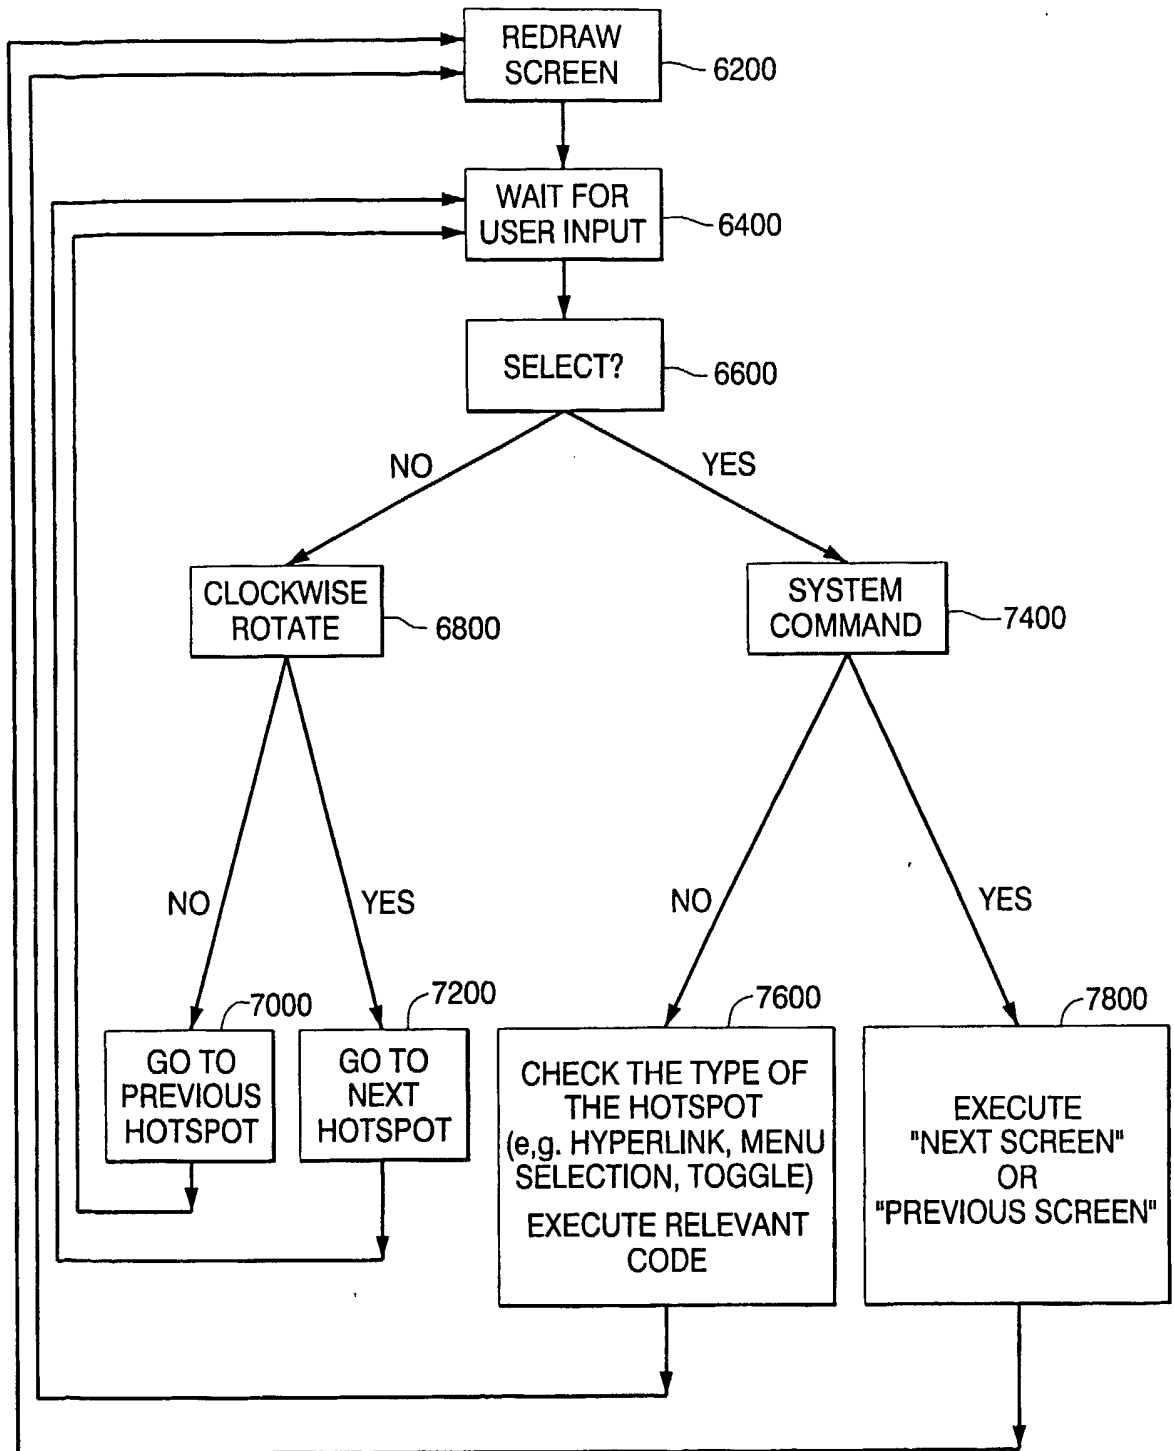 REDRAW
SCREEN
6200
WAIT FOR
USER INPUT
6400
SELECT?
6600
NO
YES
CLOCKWISE
ROTATE
6800
SYSTEM
COMMAND
7400
NO
YES
NO
YES
7000
7200
7600
7800
GO TO
PREVIOUS
HOTSPOT
GO TO
NEXT
HOTSPOT
CHECK THE TYPE OF
THE HOTSPOT
(e,g. HYPERLINK, MENU
SELECTION, TOGGLE)
EXECUTE RELEVANT
CODE
EXECUTE
"NEXT SCREEN"
OR
"PREVIOUS SCREEN"